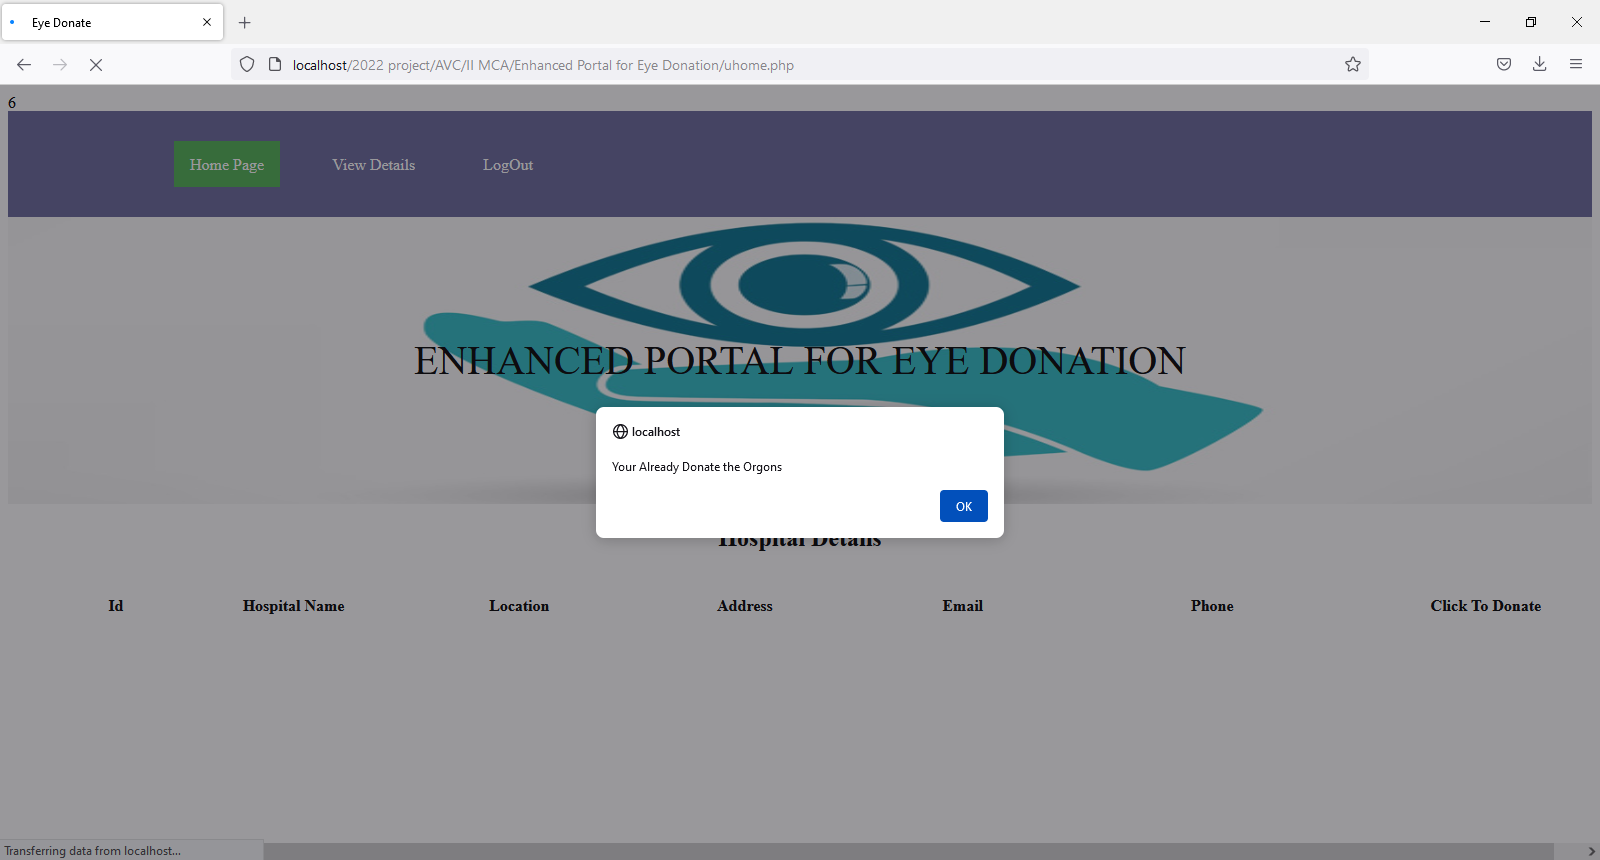 Eye Donate
localhost/2022 project/AVC/II MCA/Enhanced Portal for Eye Donation/uhome.php
6
Home Page View Details LogOut
ENHANCED PORTAL FOR EYE DONATION
localhost
Your Already Donate the Orgons
OK
Hospital Details
Id Hospital Name Location Address Email Phone Click To Donate
Transferring data from localhost...